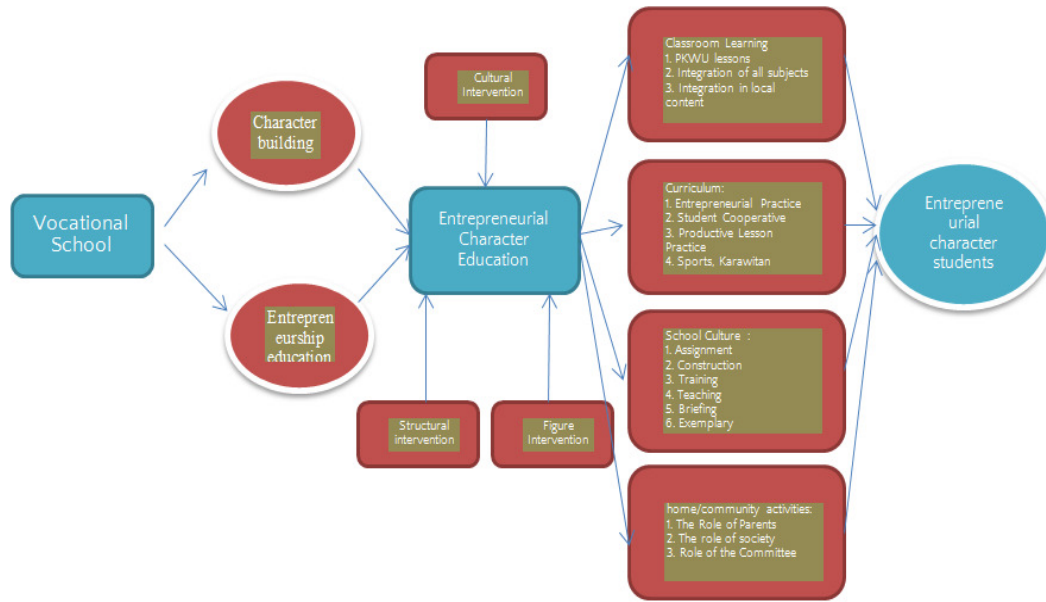 Vocational
School
Character
building
Entrepren
eurship
education
Cultural
Intervention
Entrepreneurial
Character
Education
Structural
intervention
Figure
Intervention
Classroom Learning
1. PKWU lessons
2. Integration of all subjects
3. Integration in local
content
Curriculum:
1. Entrepreneurial Practice
2. Student Cooperative
3. Productive Lesson
Practice
4. Sports, Karawitan
School Culture :
1. Assignment
2. Construction
3. Training
4. Teaching
5. Briefing
6. Exemplary
home/community activities:
1. The Role of Parents
2. The role of society
3. Role of the Committee
Entreprene
urial
character
students